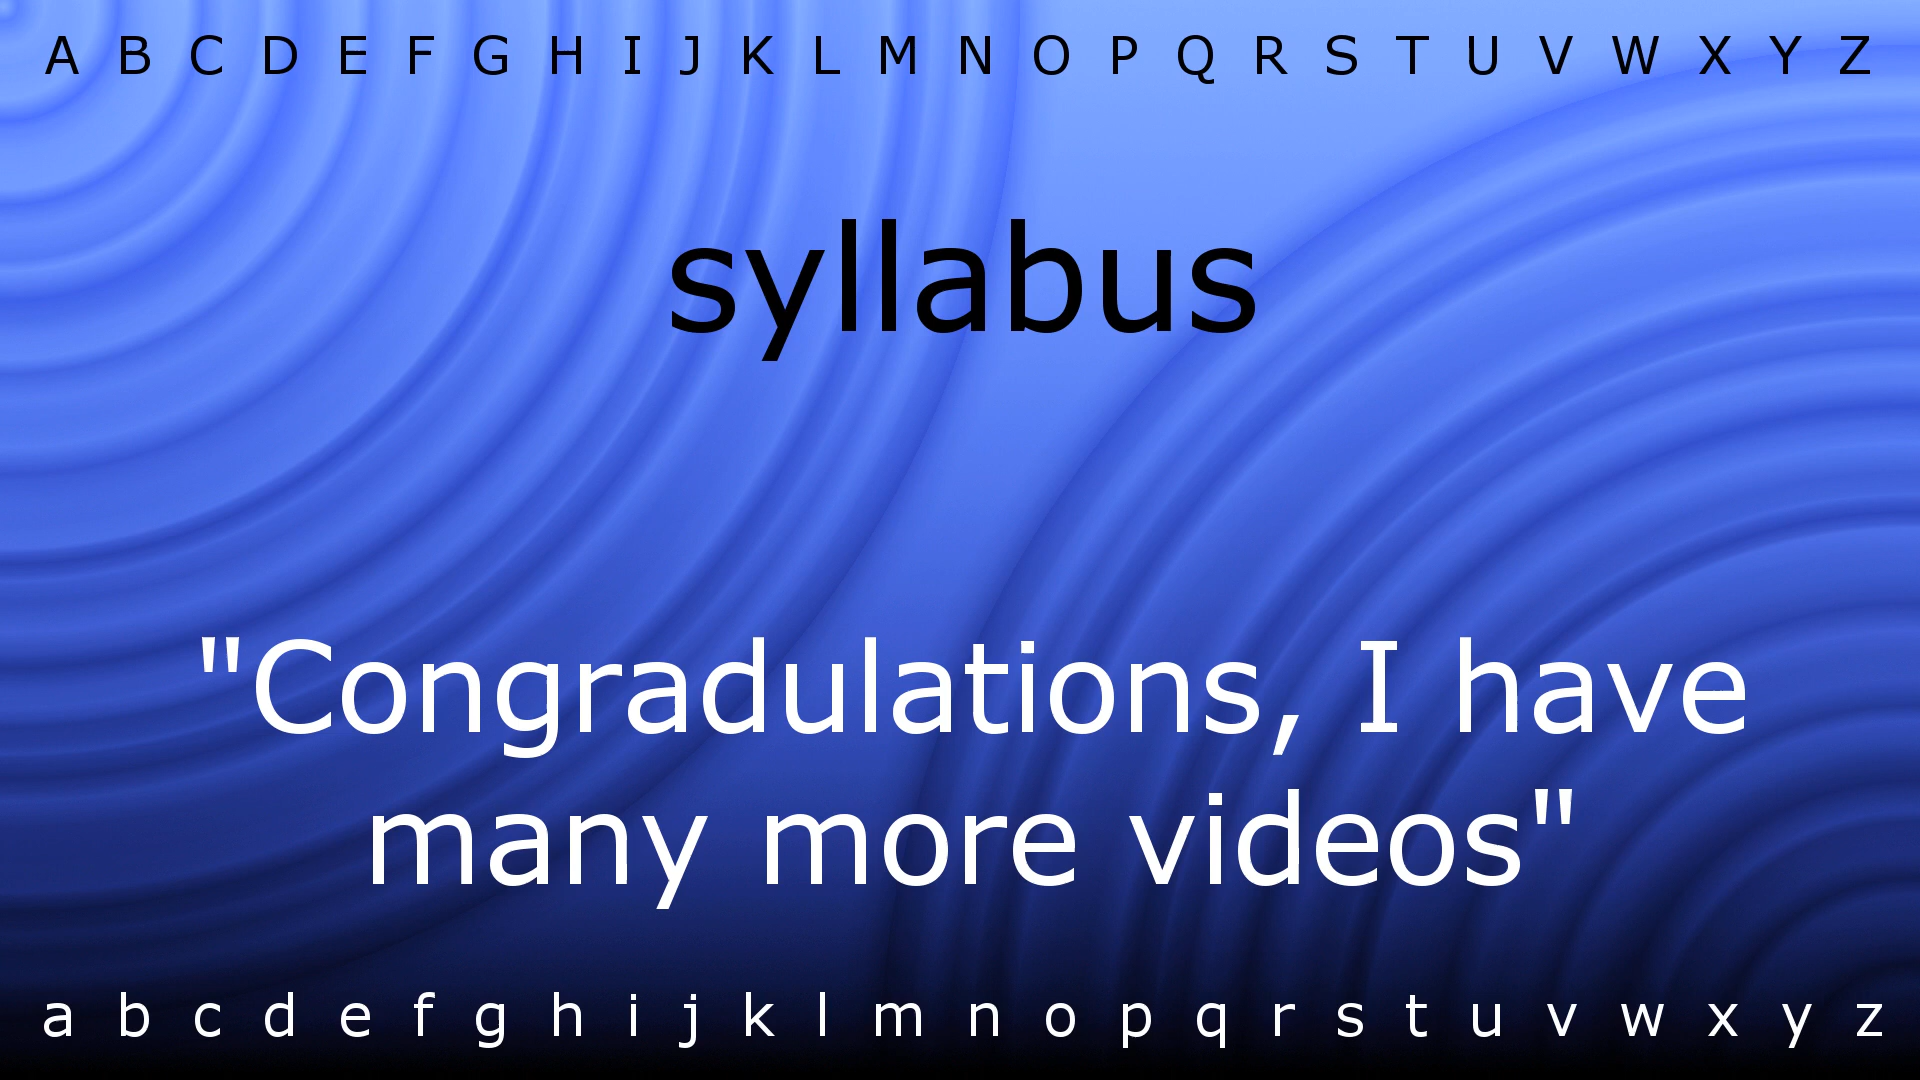 A B C D E F G H I J K L M N O P Q R S T U V W X Y Z
syllabus
"Congradulations, I have
many more videos"
a b c d e f g h i j k l m n o p q r s t u v w x y z